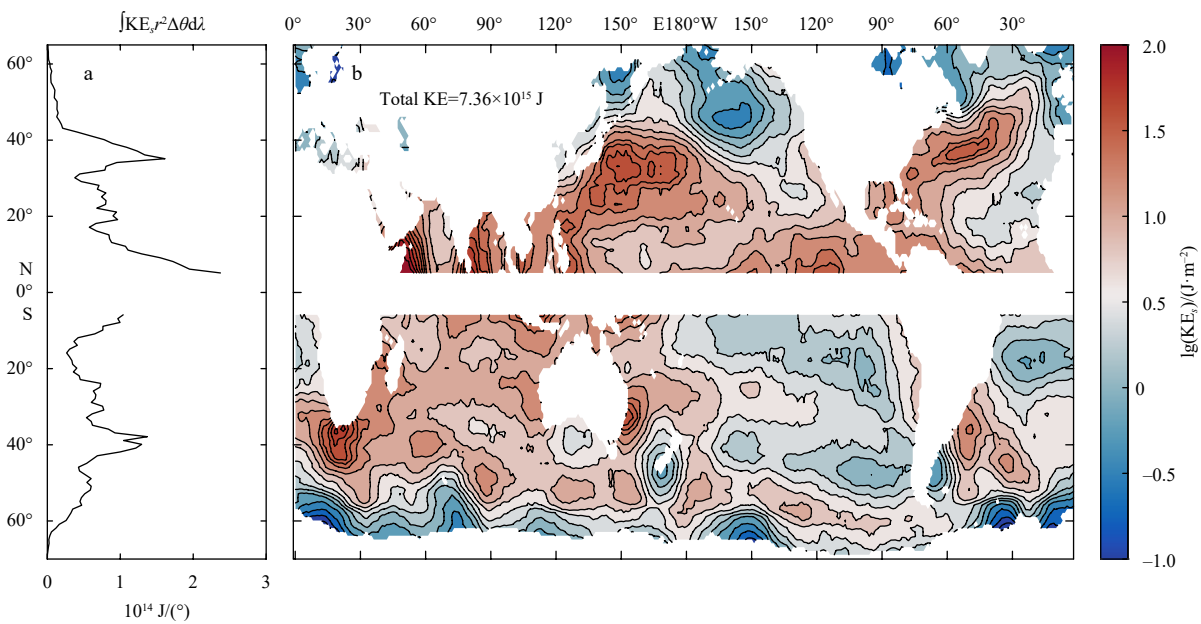 ∫KEₛr²Δθdλ
0° 30° 60° 90° 120° 150° E180°W 150° 120° 90° 60° 30°
a
b
Total KE=7.36×10¹⁵ J
60°
40°
20°
N
0°
S
20°
40°
60°
0 1 2 3
10¹⁴ J/(°)
2.0
1.5
1.0
0.5
0
−0.5
−1.0
lg(KEₛ)/(J·m⁻²)